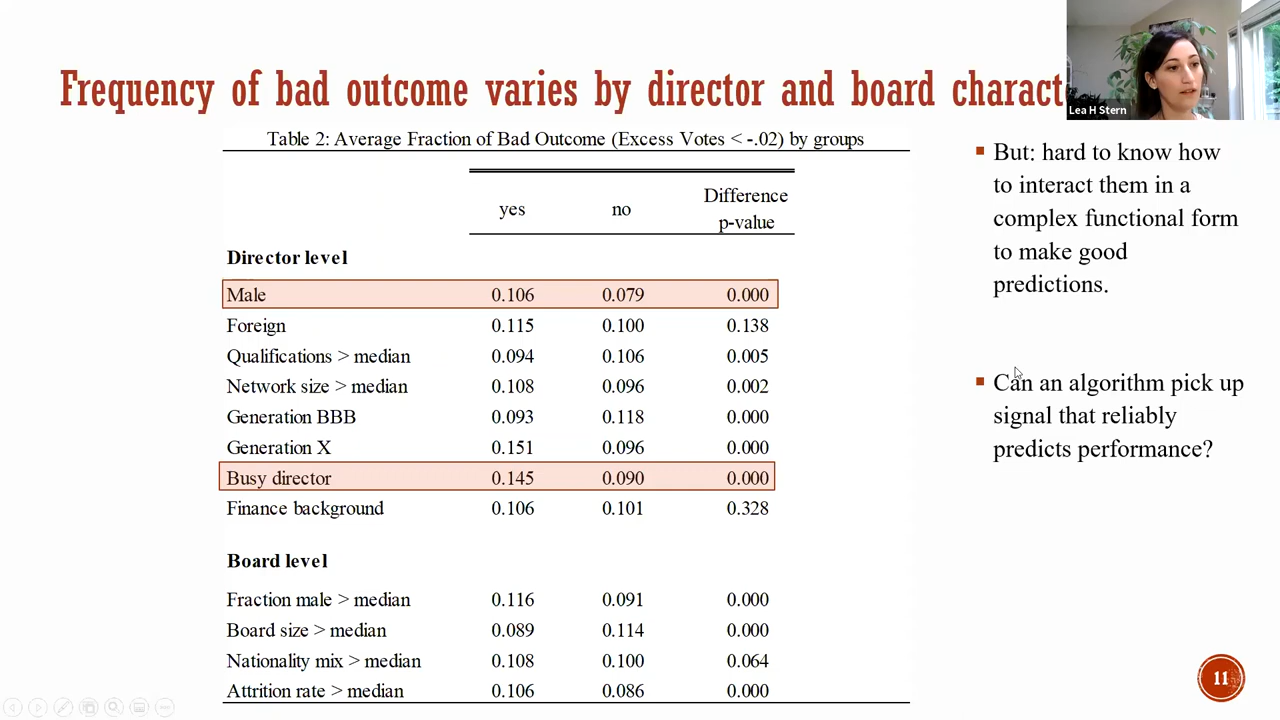 Frequency of bad outcome varies by director and board charact
Lea H Stern
Table 2: Average Fraction of Bad Outcome (Excess Votes < -.02) by groups
yes no Difference
p-value
Director level
Male 0.106 0.079 0.000
Foreign 0.115 0.100 0.138
Qualifications > median 0.094 0.106 0.005
Network size > median 0.108 0.096 0.002
Generation BBB 0.093 0.118 0.000
Generation X 0.151 0.096 0.000
Busy director 0.145 0.090 0.000
Finance background 0.106 0.101 0.328
Board level
Fraction male > median 0.116 0.091 0.000
Board size > median 0.089 0.114 0.000
Nationality mix > median 0.108 0.100 0.064
Attrition rate > median 0.106 0.086 0.000
But: hard to know how
to interact them in a
complex functional form
to make good
predictions.
Can an algorithm pick up
signal that reliably
predicts performance?
11